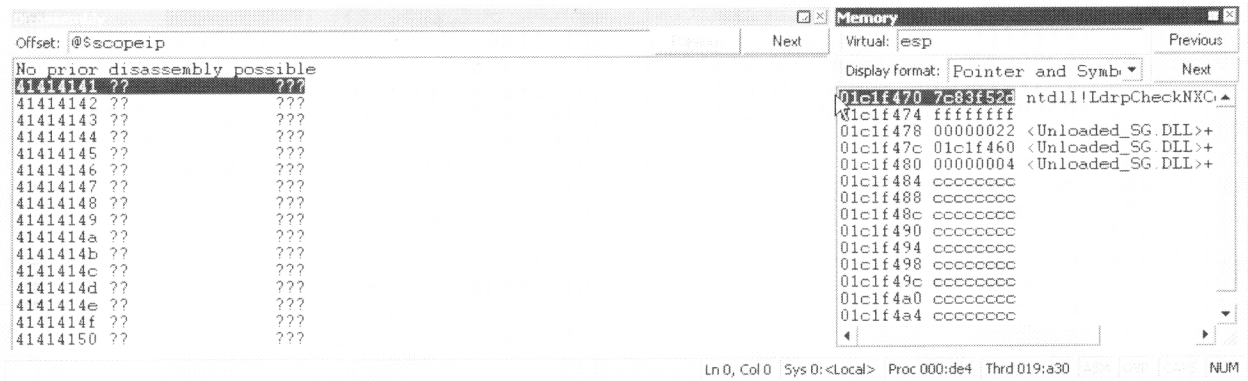 Memory
Offset: @$scopeip
Next
Virtual: esp
Previous
Display format: Pointer and Symb
Next
No prior disassembly possible
41414141 ?? ???
41414142 ?? ???
41414143 ?? ???
41414144 ?? ???
41414145 ?? ???
41414146 ?? ???
41414147 ?? ???
41414148 ?? ???
41414149 ?? ???
4141414a ?? ???
4141414b ?? ???
4141414c ?? ???
4141414d ?? ???
4141414e ?? ???
4141414f ?? ???
41414150 ?? ???
01c1f470 7c83f52d ntdll!LdrpCheckNXC
01c1f474 ffffffff
01c1f478 00000022 <Unloaded_SG.DLL>+
01c1f47c 01c1f460 <Unloaded_SG.DLL>+
01c1f480 00000004 <Unloaded_SG.DLL>+
01c1f484 cccccccc
01c1f488 cccccccc
01c1f48c cccccccc
01c1f490 cccccccc
01c1f494 cccccccc
01c1f498 cccccccc
01c1f49c cccccccc
01c1f4a0 cccccccc
01c1f4a4 cccccccc
Ln 0, Col 0 Sys 0:<Local> Proc 000:de4 Thrd 019:a30 NUM